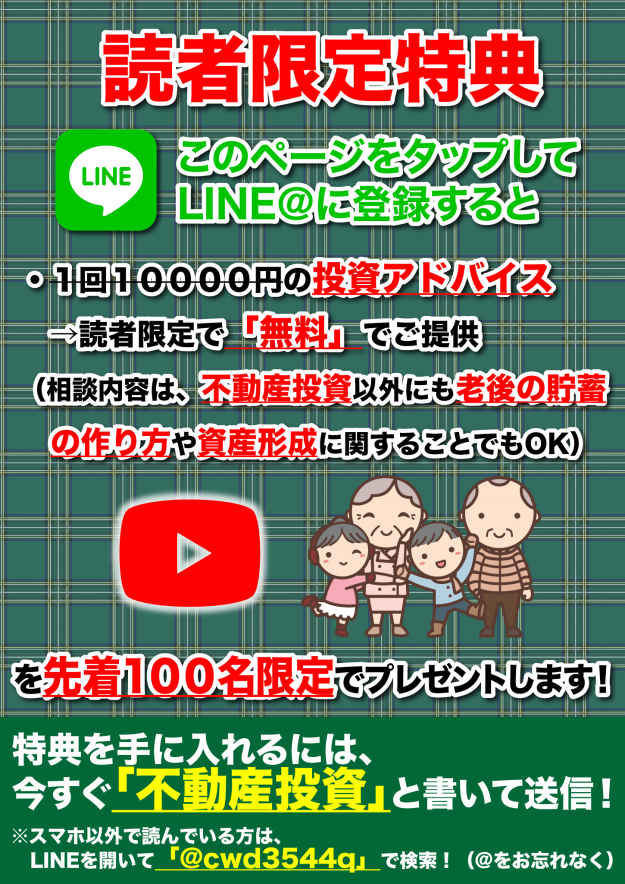 読者限定特典
LINE
このページをタップして
LINE@に登録すると
・１回１００００円の投資アドバイス
→読者限定で「無料」でご提供
（相談内容は、不動産投資以外にも老後の貯蓄
の作り方や資産形成に関することでもOK）
を先着100名限定でプレゼントします！
特典を手に入れるには、
今すぐ「不動産投資」と書いて送信！
※スマホ以外で読んでいる方は、
LINEを開いて「@cwd3544q」で検索！（@をお忘れなく）